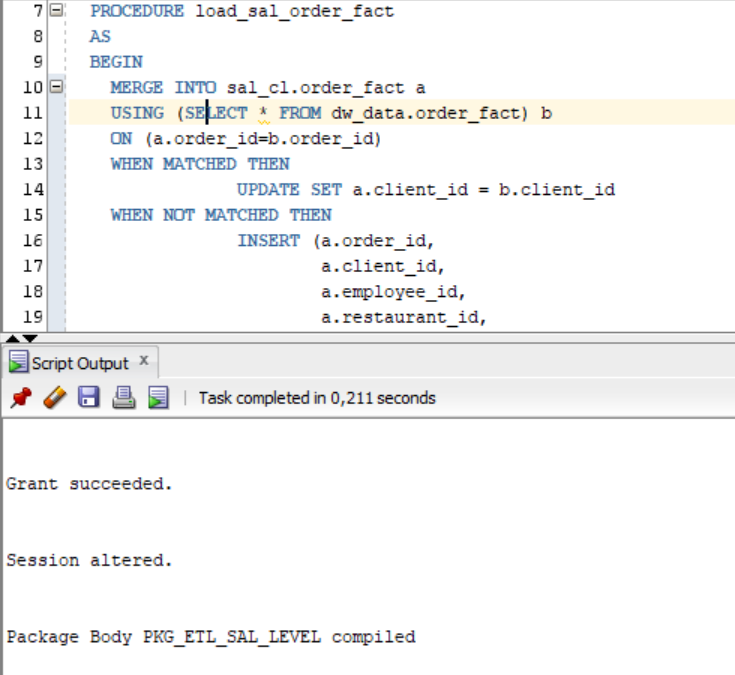 7 PROCEDURE load_sal_order_fact
8 AS
9 BEGIN
10 MERGE INTO sal_cl.order_fact a
11 USING (SELECT * FROM dw_data.order_fact) b
12 ON (a.order_id=b.order_id)
13 WHEN MATCHED THEN
14 UPDATE SET a.client_id = b.client_id
15 WHEN NOT MATCHED THEN
16 INSERT (a.order_id,
17 a.client_id,
18 a.employee_id,
19 a.restaurant_id,
Script Output x
Task completed in 0,211 seconds
Grant succeeded.
Session altered.
Package Body PKG_ETL_SAL_LEVEL compiled